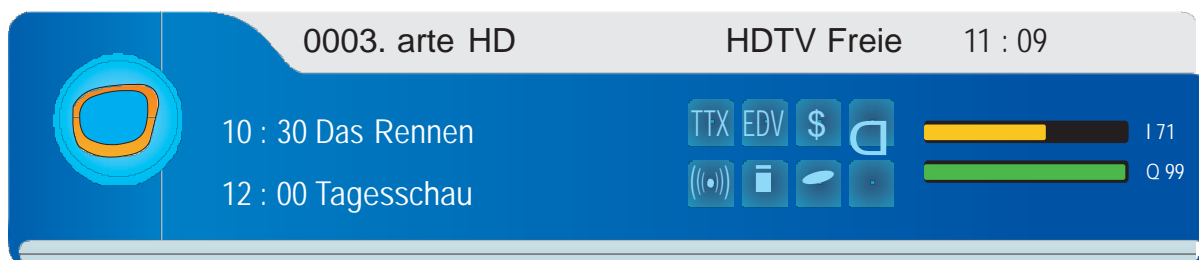 0003. arte HD HDTV Freie 11 : 09
10 : 30 Das Rennen TTX EDV $ I 71
12 : 00 Tagesschau Q 99